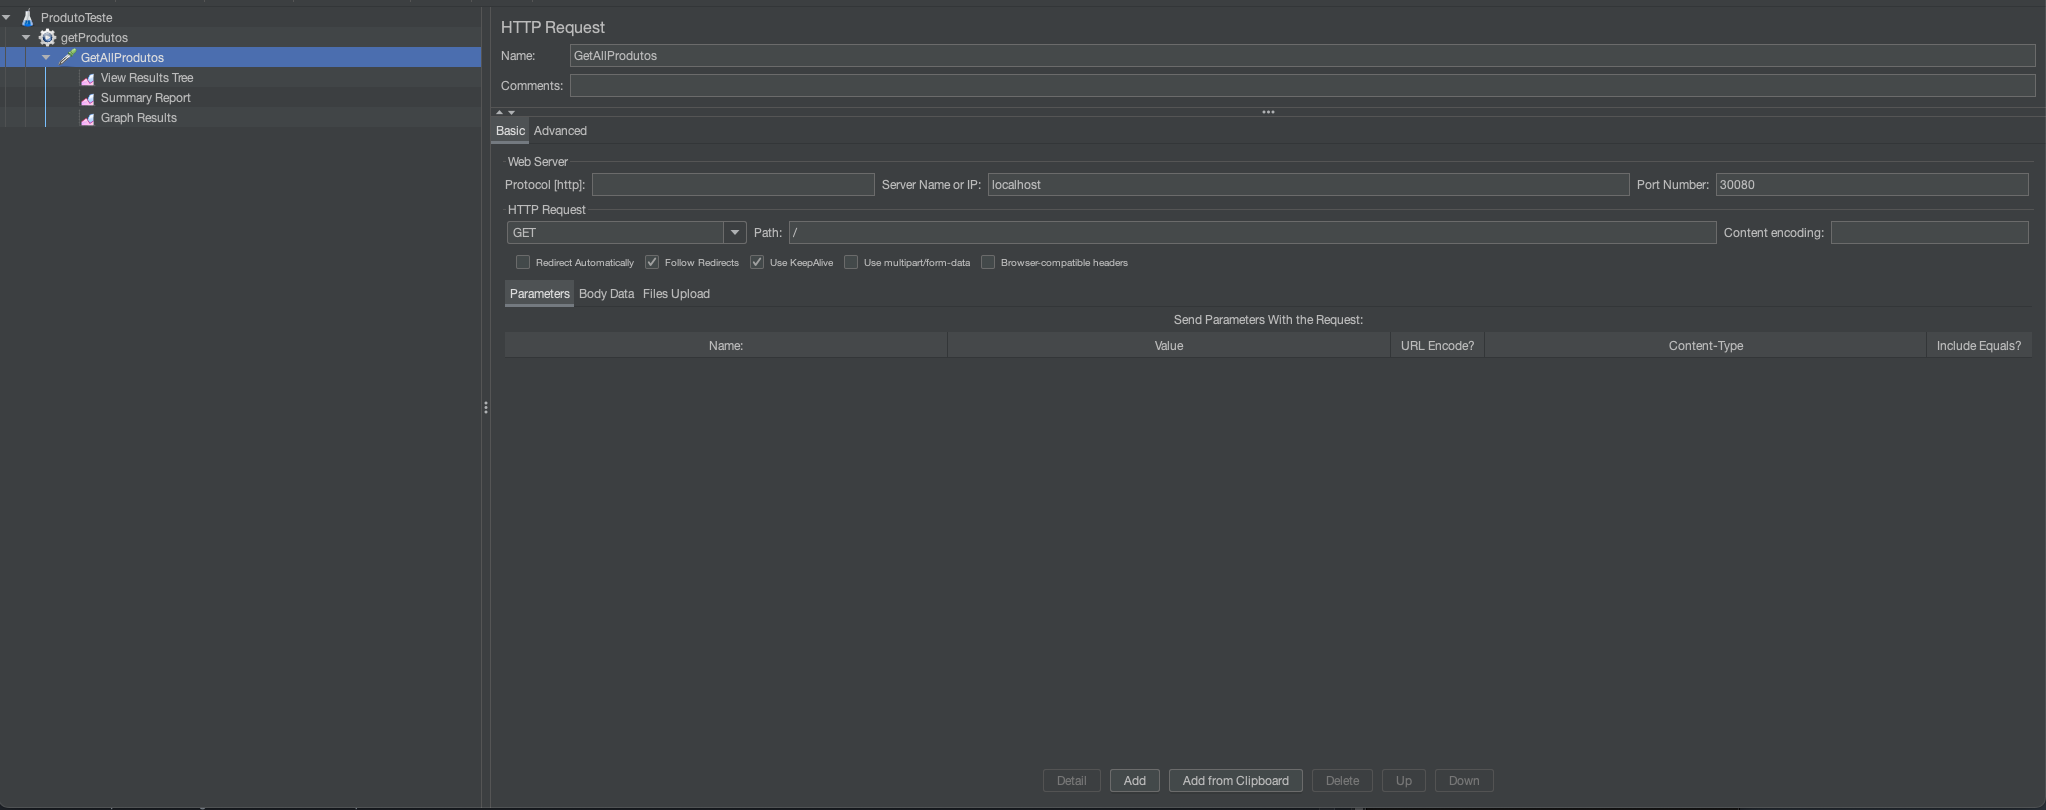 ProdutoTeste
getProdutos
GetAllProdutos
View Results Tree
Summary Report
Graph Results
HTTP Request
Name: GetAllProdutos
Comments:
Basic Advanced
Web Server
Protocol [http]: Server Name or IP: localhost Port Number: 30080
HTTP Request
GET Path: / Content encoding:
Redirect Automatically Follow Redirects Use KeepAlive Use multipart/form-data Browser-compatible headers
Parameters Body Data Files Upload
Send Parameters With the Request:
Name: Value URL Encode? Content-Type Include Equals?
Detail Add Add from Clipboard Delete Up Down